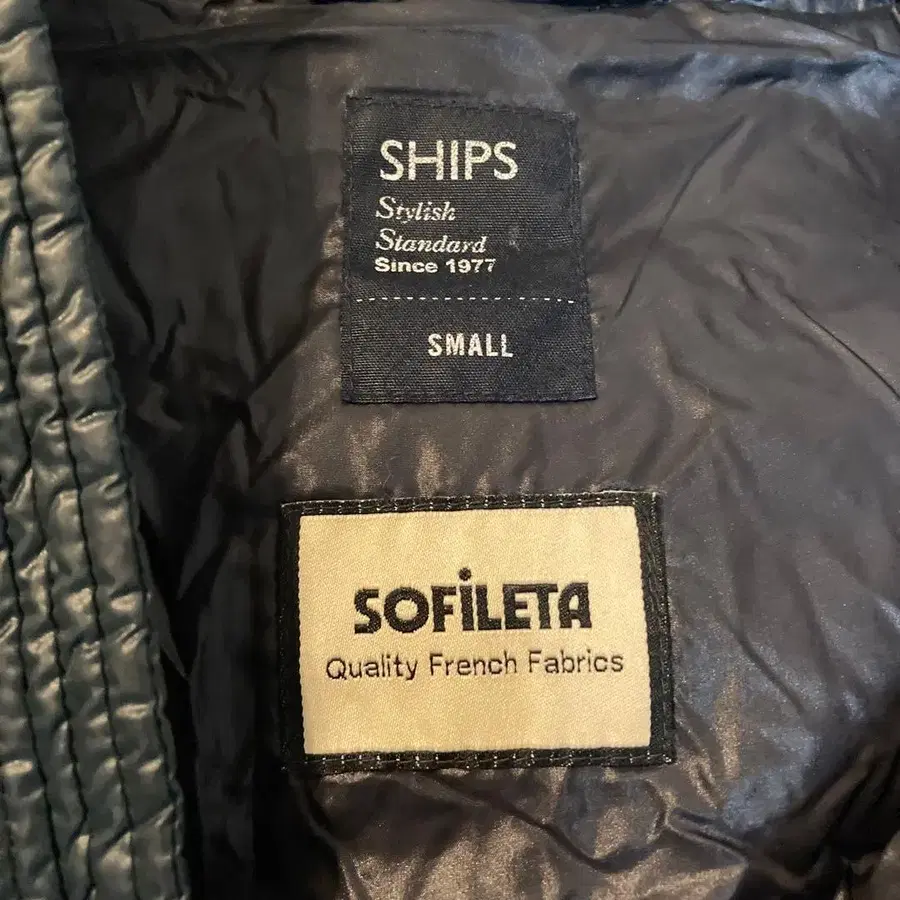 SHIPS
Stylish
Standard
Since 1977
SMALL
SOFiLETA
Quality French Fabrics